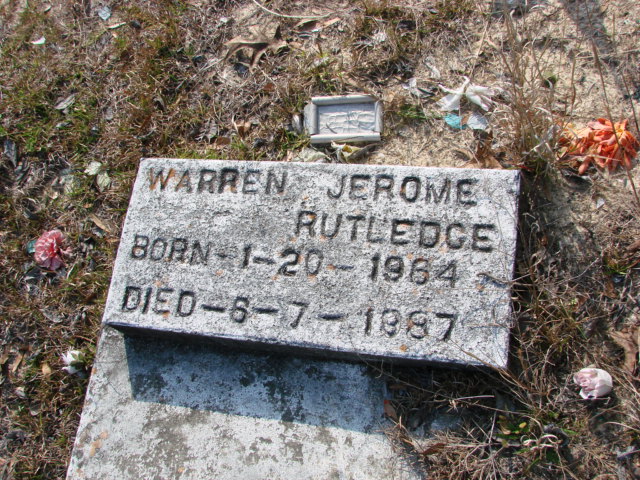 WARREN JEROME
RUTLEDGE
BORN-1-20-1964
DIED-6-7-1987